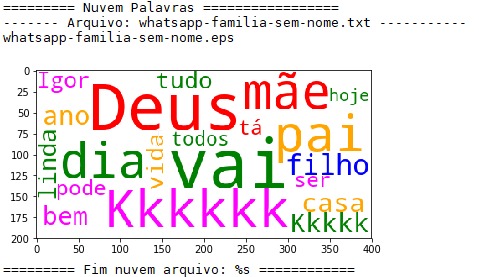 ========= Nuvem Palavras =================
------- Arquivo: whatsapp-familia-sem-nome.txt -----------
whatsapp-familia-sem-nome.eps
0
25
50
75
100
125
150
175
200
Igor
tudo
mãe
hoje
Deus
ano
tá
pai
todos
linda
dia
vida
vai
filho
pode
ser
Kkkkkk
casa
bem
Kkkkk
0 50 100 150 200 250 300 350 400
========= Fim nuvem arquivo: %s ============